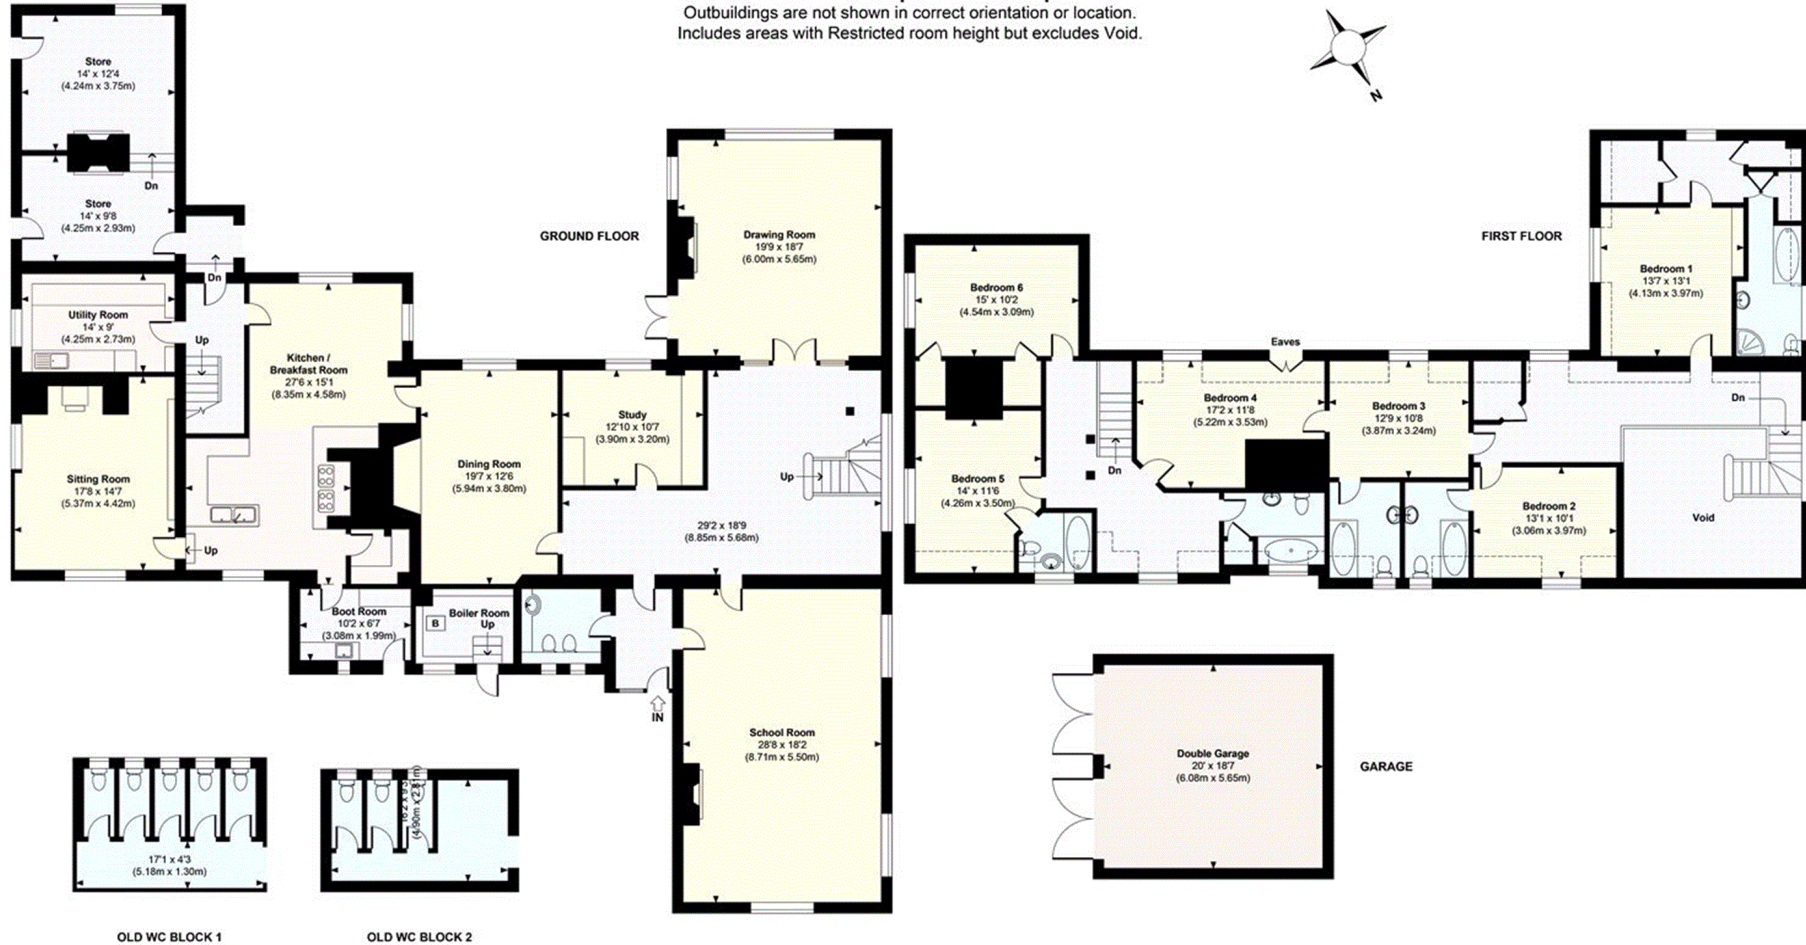 Outbuildings are not shown in correct orientation or location.
Includes areas with Restricted room height but excludes Void.
N
Store
14' x 12'4
(4.24m x 3.75m)
Dn
Store
14' x 9'8
(4.25m x 2.93m)
Dn
Utility Room
14' x 9'
(4.25m x 2.73m)
Up
Kitchen /
Breakfast Room
27'6 x 15'1
(8.35m x 4.58m)
Sitting Room
17'8 x 14'7
(5.37m x 4.42m)
Up
Dining Room
19'7 x 12'6
(5.94m x 3.80m)
Study
12'10 x 10'7
(3.90m x 3.20m)
GROUND FLOOR
Drawing Room
19'9 x 18'7
(6.00m x 5.65m)
Up
29'2 x 18'9
(8.85m x 5.68m)
Boot Room
10'2 x 6'7
(3.08m x 1.99m)
B
Boiler Room
Up
IN
School Room
28'8 x 18'2
(8.71m x 5.50m)
FIRST FLOOR
Bedroom 6
15' x 10'2
(4.54m x 3.09m)
Eaves
Bedroom 1
13'7 x 13'1
(4.13m x 3.97m)
Bedroom 4
17'2 x 11'8
(5.22m x 3.53m)
Bedroom 3
12'9 x 10'8
(3.87m x 3.24m)
Dn
Dn
Bedroom 5
14' x 11'6
(4.26m x 3.50m)
Bedroom 2
13'1 x 10'1
(3.06m x 3.97m)
Void
Double Garage
20' x 18'7
(6.08m x 5.65m)
GARAGE
17'1 x 4'3
(5.18m x 1.30m)
OLD WC BLOCK 1
16'2 x 9'3
(4.90m x 2.81m)
OLD WC BLOCK 2